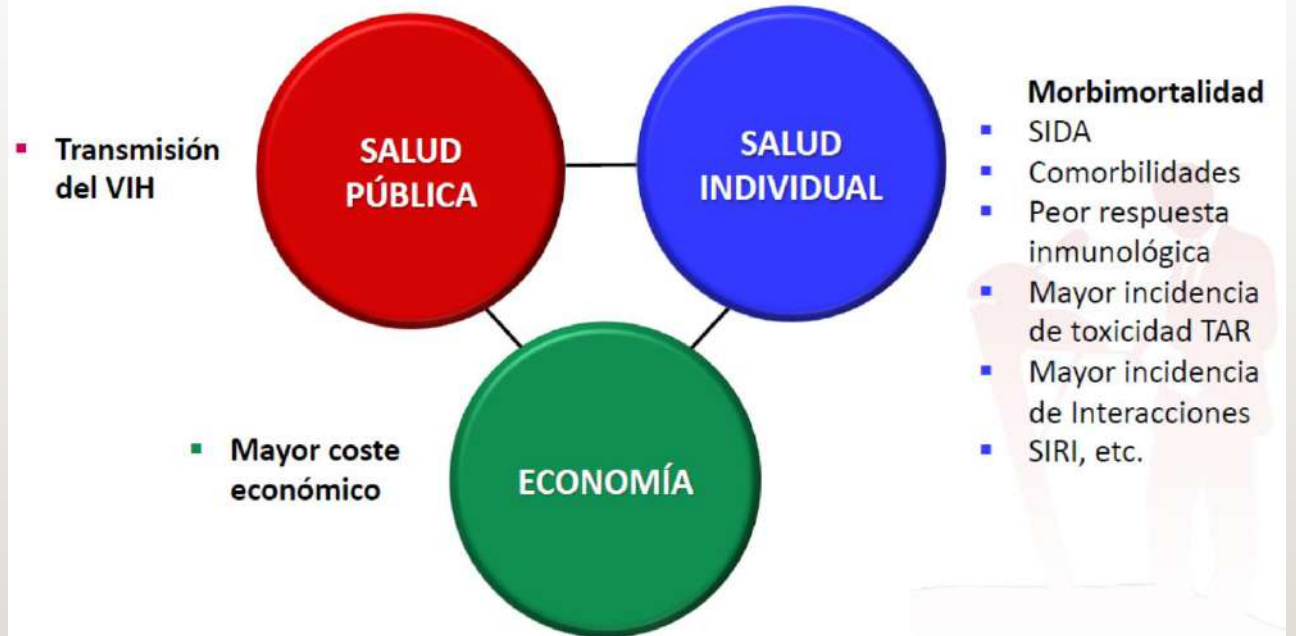 Transmisión
del VIH
SALUD
PÚBLICA
SALUD
INDIVIDUAL
Morbimortalidad
SIDA
Comorbilidades
Peor respuesta
inmunológica
Mayor incidencia
de toxicidad TAR
Mayor incidencia
de Interacciones
SIRI, etc.
Mayor coste
económico
ECONOMÍA